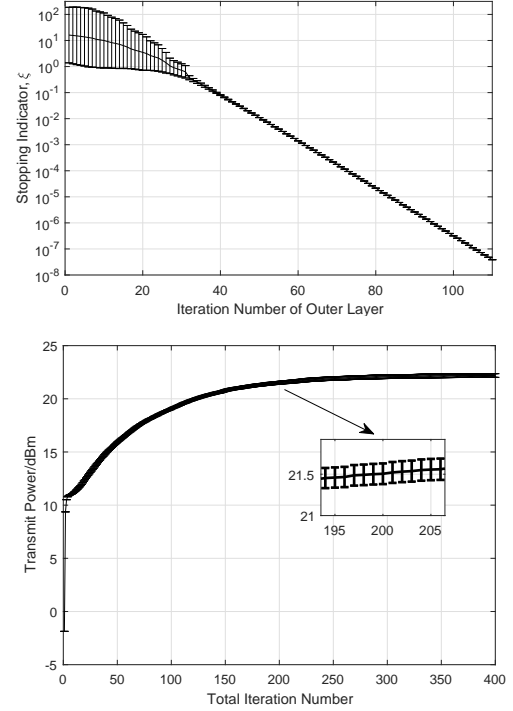 10^2
10^1
10^0
10^-1
10^-2
10^-3
10^-4
10^-5
10^-6
10^-7
10^-8
Stopping Indicator, ξ
0 20 40 60 80 100
Iteration Number of Outer Layer
25
20
15
10
5
0
-5
Transmit Power/dBm
21.5
21
195 200 205
0 50 100 150 200 250 300 350 400
Total Iteration Number